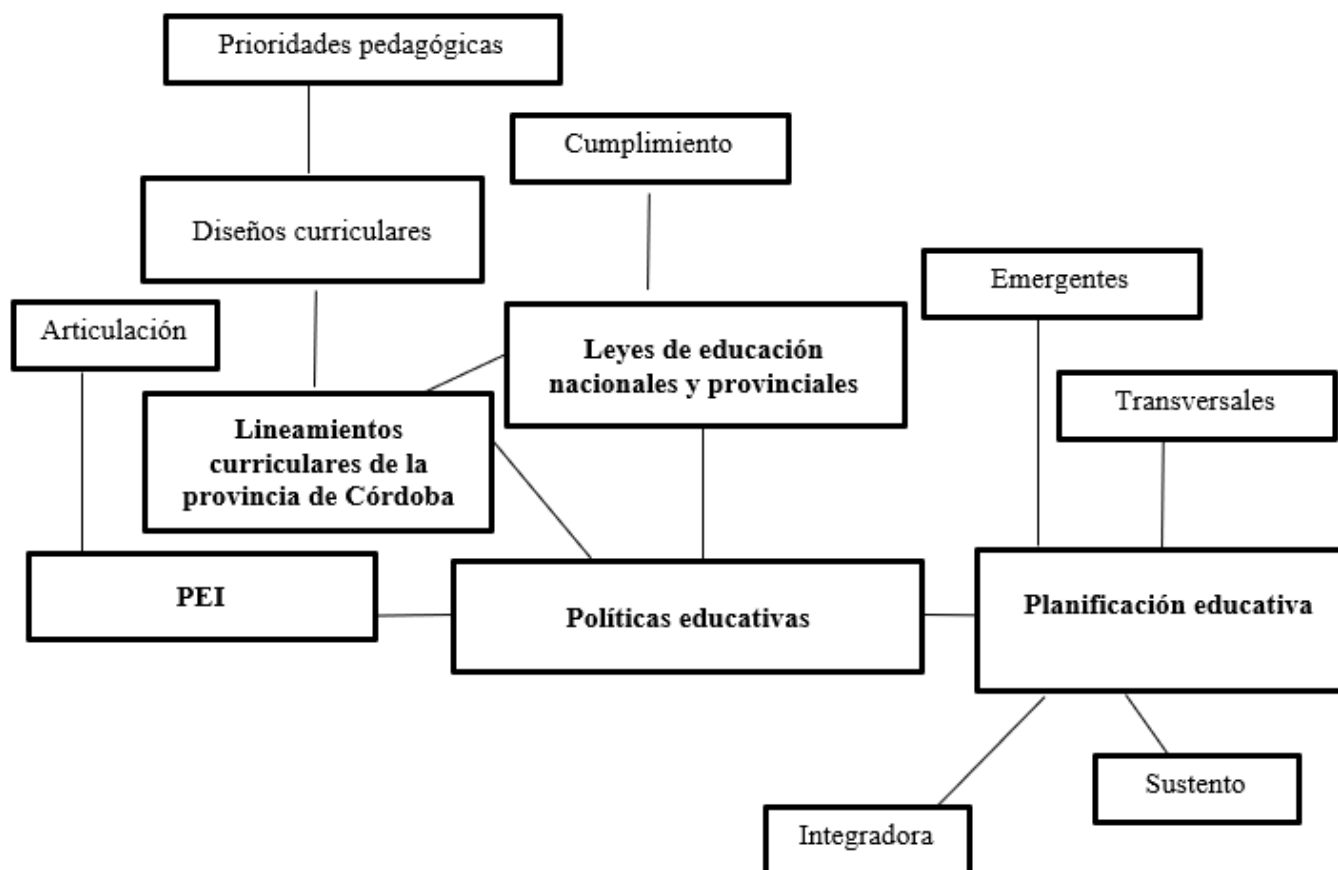 Prioridades pedagógicas
Cumplimiento
Diseños curriculares
Emergentes
Articulación
Leyes de educación
nacionales y provinciales
Transversales
Lineamientos
curriculares de la
provincia de Córdoba
PEI
Políticas educativas
Planificación educativa
Sustento
Integradora